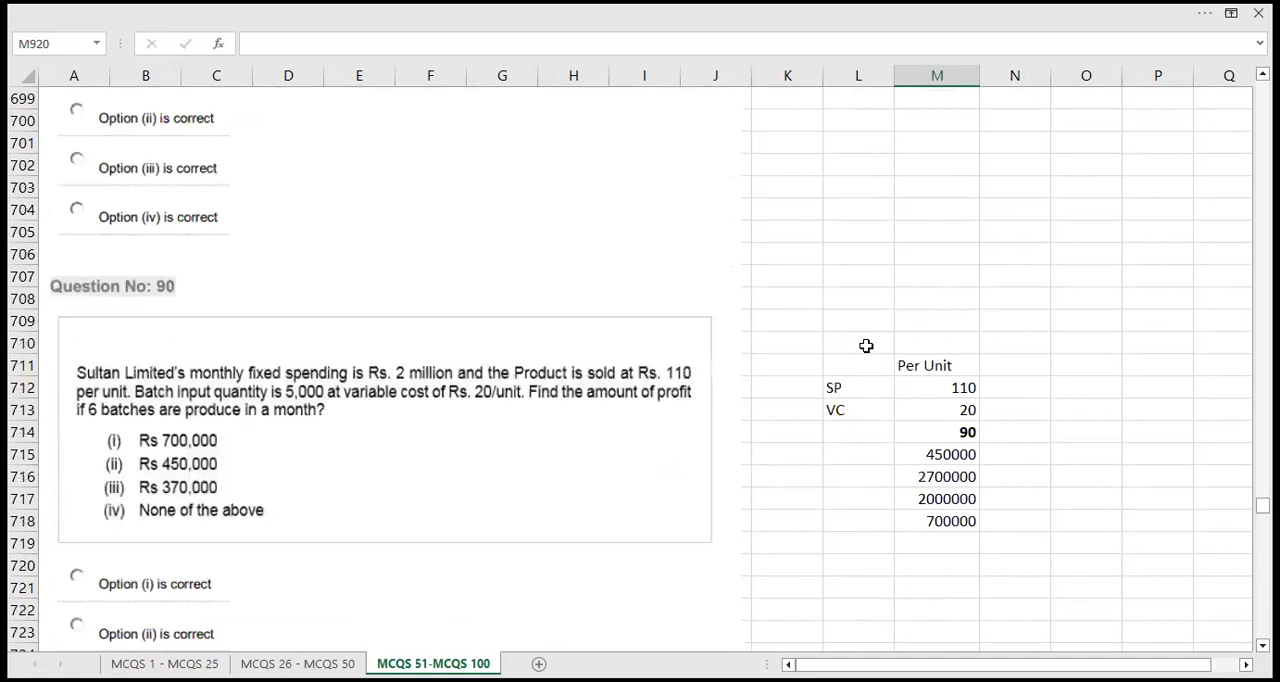 M920
fx
A B C D E F G H I J K L M N O P Q
699
700 Option (ii) is correct
701
702 Option (iii) is correct
703
704 Option (iv) is correct
705
706
707 Question No: 90
708
709
710
711 Per Unit
712 Sultan Limited's monthly fixed spending is Rs. 2 million and the Product is sold at Rs. 110 SP 110
per unit. Batch input quantity is 5,000 at variable cost of Rs. 20/unit. Find the amount of profit
713 if 6 batches are produce in a month? VC 20
714 (i) Rs 700,000 90
715 (ii) Rs 450,000 450000
716 (iii) Rs 370,000 2700000
717 (iv) None of the above 2000000
718 700000
719
720
721 Option (i) is correct
722
723 Option (ii) is correct
MCQS 1 - MCQS 25 MCQS 26 - MCQS 50 MCQS 51-MCQS 100